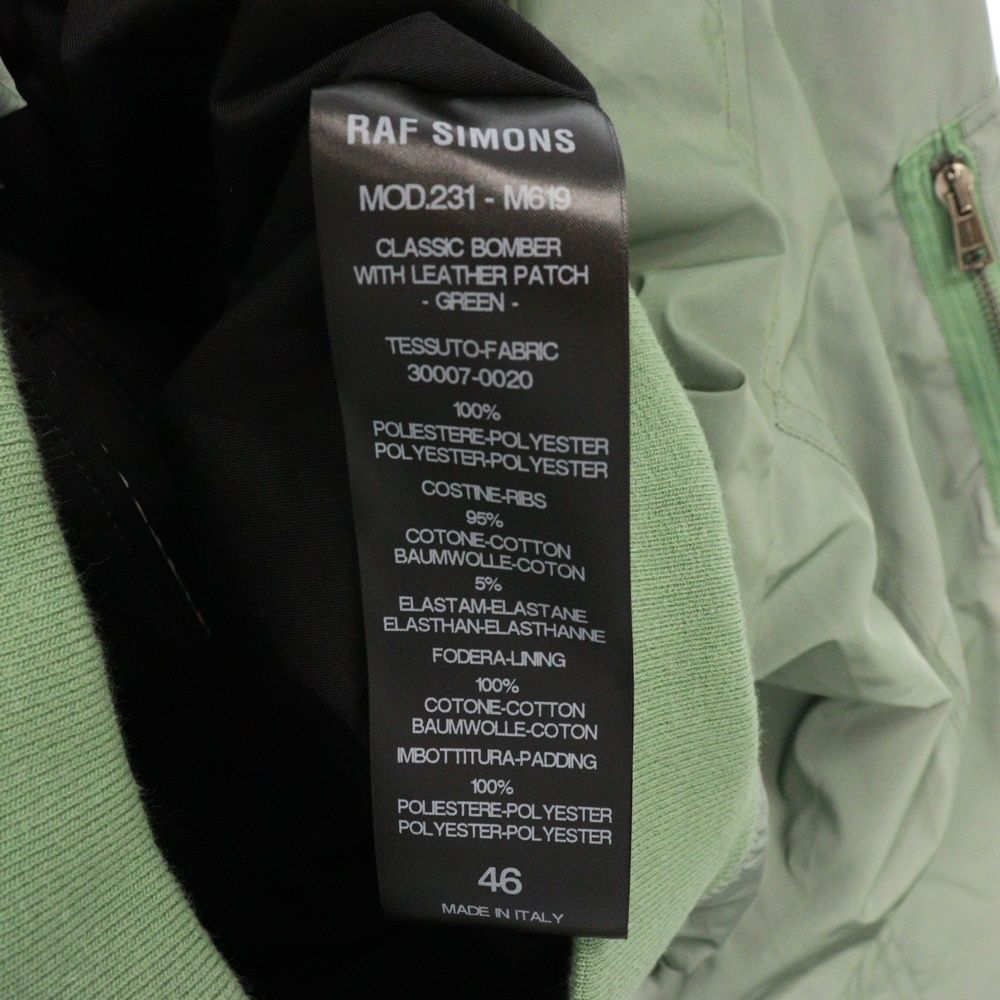 RAF SIMONS
MOD.231 - M619
CLASSIC BOMBER
WITH LEATHER PATCH
- GREEN -
TESSUTO-FABRIC
30007-0020
100%
POLIESTERE-POLYESTER
POLYESTER-POLYESTER
COSTINE-RIBS
95%
COTONE-COTTON
BAUMWOLLE-COTON
5%
ELASTAM-ELASTANE
ELASTHAN-ELASTHANNE
FODERA-LINING
100%
COTONE-COTTON
BAUMWOLLE-COTON
IMBOTTITURA-PADDING
100%
POLIESTERE-POLYESTER
POLYESTER-POLYESTER
46
MADE IN ITALY